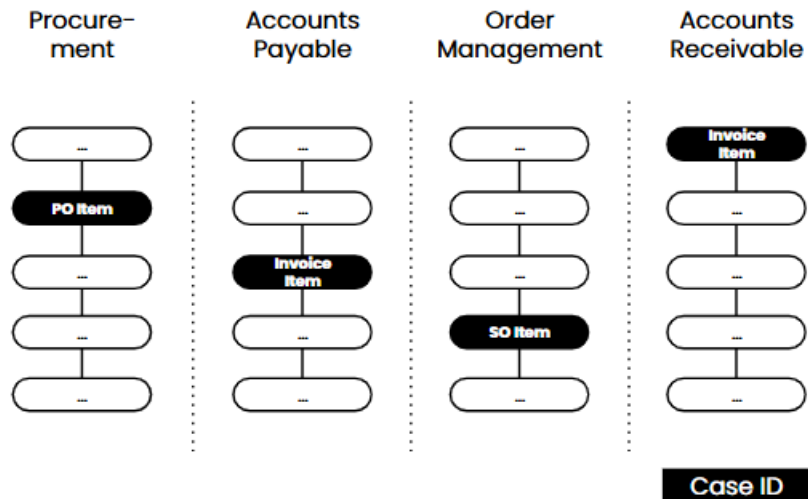 Procure-
ment
Accounts
Payable
Order
Management
Accounts
Receivable
...
...
...
Invoice
Item
PO Item
...
...
...
...
Invoice
Item
...
...
...
...
SO Item
...
...
...
...
...
Case ID